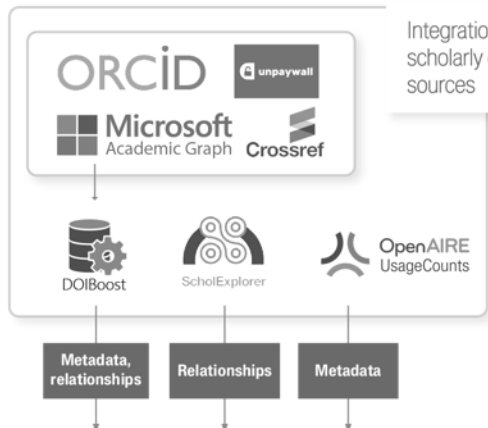 Integratio
scholarly
sources
ORCID
unpaywall
Microsoft
Academic Graph
Crossref
DOIBoost
ScholExplorer
OpenAIRE
UsageCounts
Metadata,
relationships
Relationships
Metadata